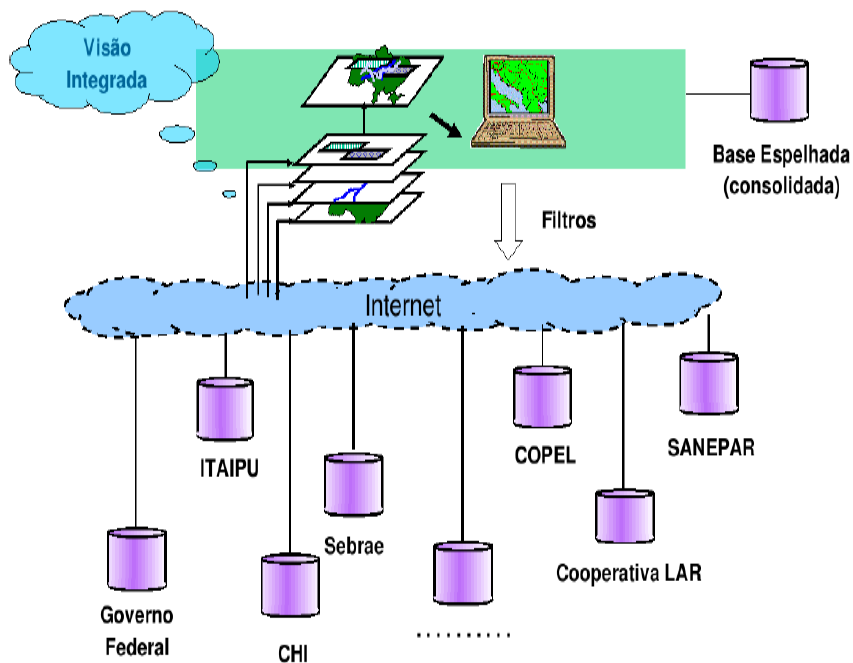 Visão
Integrada
Base Espelhada
(consolidada)
Filtros
Internet
ITAIPU
COPEL
SANEPAR
Sebrae
Cooperativa LAR
Governo
Federal
CHI
..........